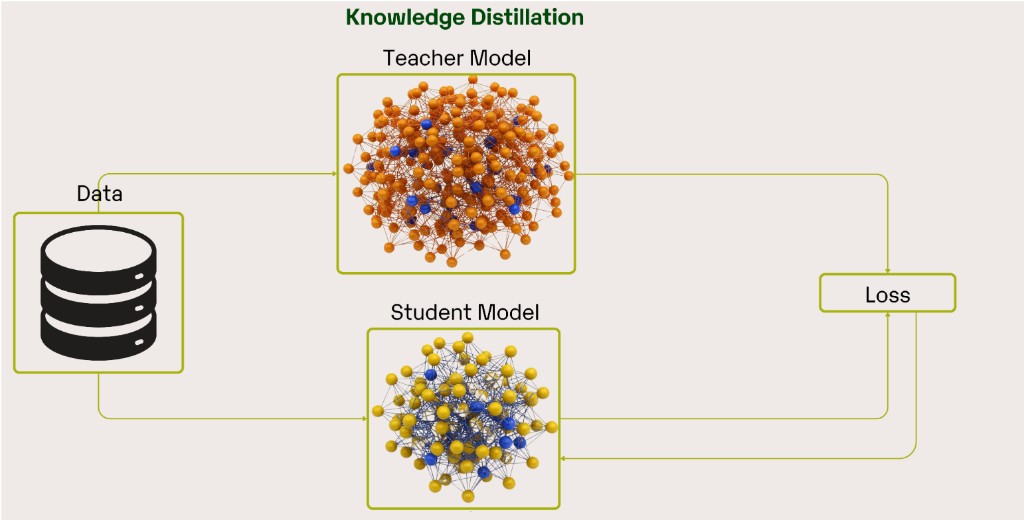 Knowledge Distillation
Teacher Model
Data
Student Model
Loss